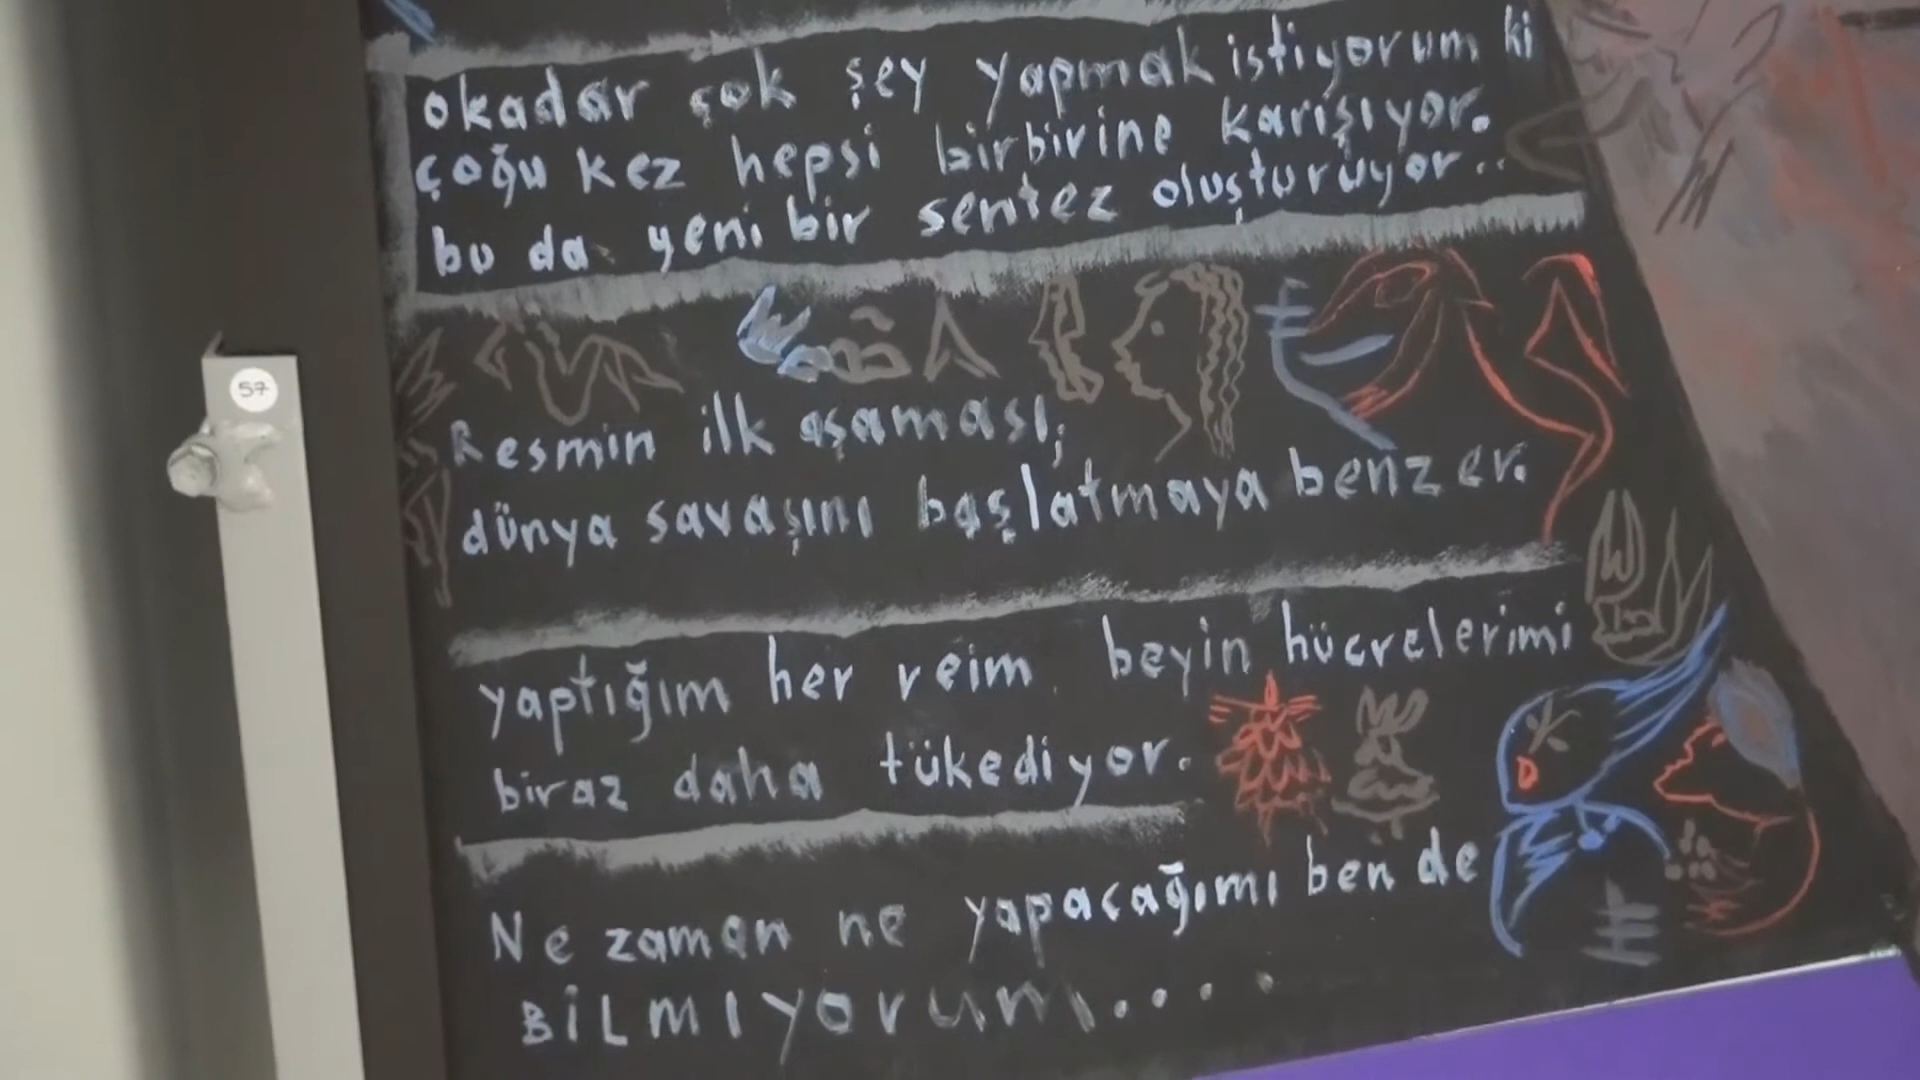 57
okadar çok şey yapmak istiyorum ki
çoğu kez hepsi birbirine karışıyor.
bu da yeni bir sentez oluşturuyor..
Resmin ilk aşaması;
dünya savaşını başlatmaya benzer.
yaptığım her reim beyin hücrelerimi
biraz daha tükediyor.
Ne zaman ne yapacağımı ben de
BİLMIYORUM....